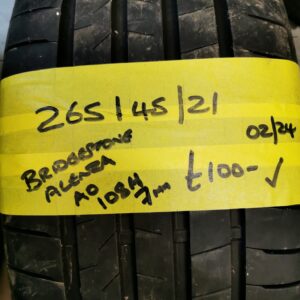 265/45/21
02/24
BRIDGESTONE
ALENZA
AO
108H
7mm
£100-✓